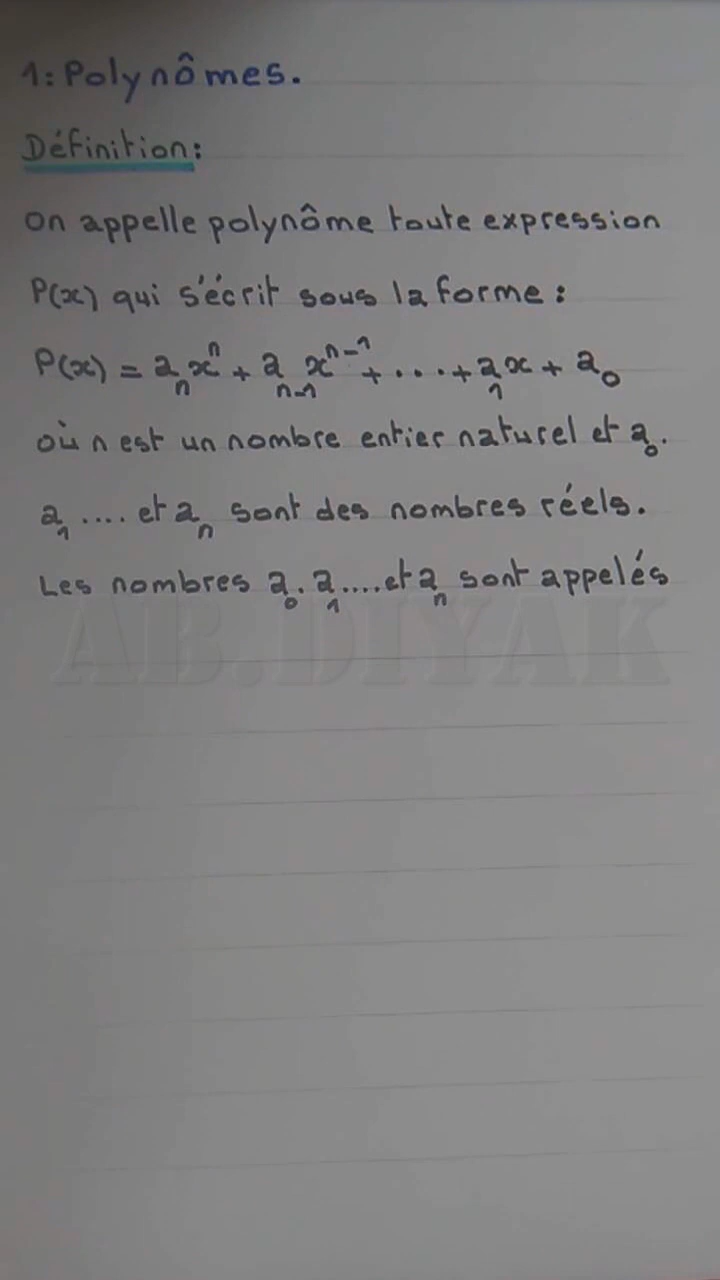 1: Polynômes.
Définition:
on appelle polynôme toute expression
P(x) qui s'écrit sous la forme:
P(x) = aₙxⁿ + aₙ₋₁xⁿ⁻¹ + .... + a₁x + a₀
où n est un nombre entier naturel et a₀.
a₁ .... et aₙ sont des nombres réels.
Les nombres a₀. a₁ .... et aₙ sont appelés
AB.DIYAK